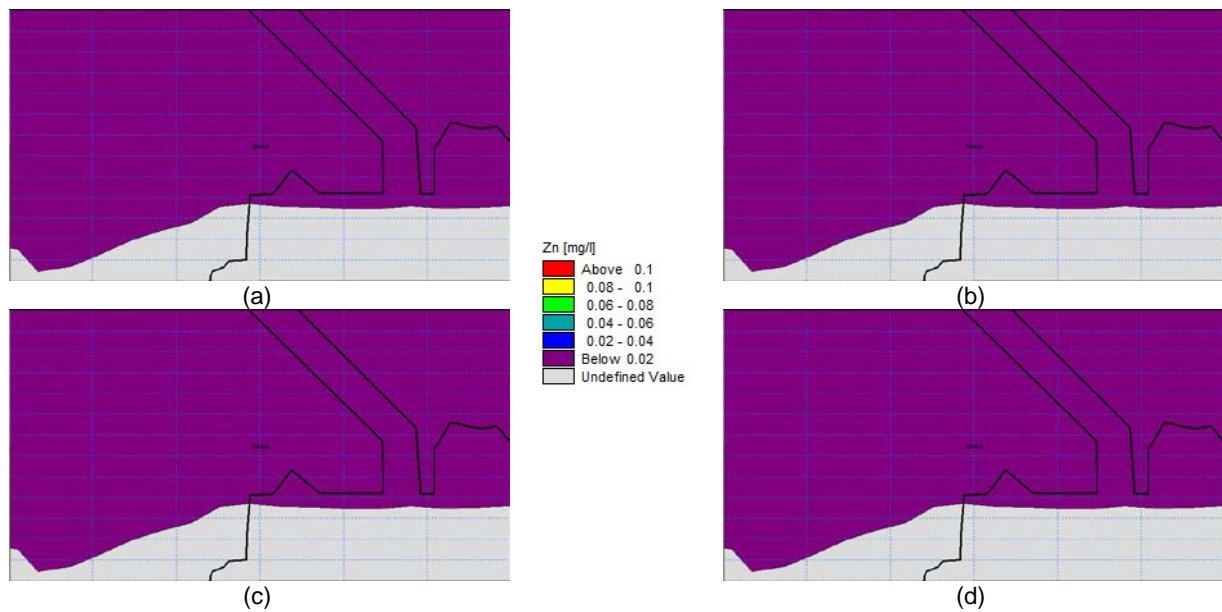 (a)
(b)
Zn [mg/l]
Above 0.1
0.08 - 0.1
0.06 - 0.08
0.04 - 0.06
0.02 - 0.04
Below 0.02
Undefined Value
(c)
(d)